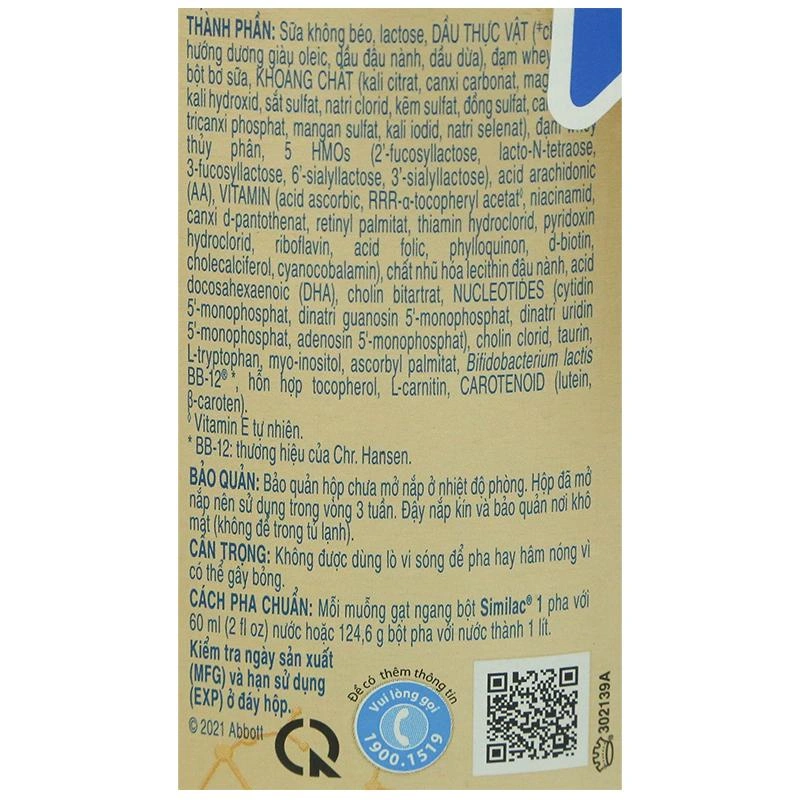 THÀNH PHẦN: Sữa không béo, lactose, DẦU THỰC VẬT (‡
hướng dương giàu oleic, dầu đậu nành, dầu dừa), đạm whey
bột bơ sữa, KHOÁNG CHẤT (kali citrat, canxi carbonat,
kali hydroxid, sắt sulfat, natri clorid, kẽm sulfat, đồng sulfat,
tricanxi phosphat, mangan sulfat, kali iodid, natri selenat), đạm whey
thủy phân, 5 HMOs (2'-fucosyllactose, lacto-N-tetraose,
3-fucosyllactose, 6'-sialyllactose, 3'-sialyllactose), acid arachidonic
(AA), VITAMIN (acid ascorbic, RRR-α-tocopheryl acetat◊, niacinamid,
canxi d-pantothenat, retinyl palmitat, thiamin hydroclorid, pyridoxin
hydroclorid, riboflavin, acid folic, phylloquinon, d-biotin,
cholecalciferol, cyanocobalamin), chất nhũ hóa lecithin đậu nành, acid
docosahexaenoic (DHA), cholin bitartrat, NUCLEOTIDES (cytidin
5'-monophosphat, dinatri guanosin 5'-monophosphat, dinatri uridin
5'-monophosphat, adenosin 5'-monophosphat), cholin clorid, taurin,
L-tryptophan, myo-inositol, ascorbyl palmitat, Bifidobacterium lactis
BB-12® *, hỗn hợp tocopherol, L-carnitin, CAROTENOID (lutein,
β-caroten).
◊ Vitamin E tự nhiên.
* BB-12: thương hiệu của Chr. Hansen.
BẢO QUẢN: Bảo quản hộp chưa mở nắp ở nhiệt độ phòng. Hộp đã mở
nắp nên sử dụng trong vòng 3 tuần. Đậy nắp kín và bảo quản nơi khô
mát (không để trong tủ lạnh).
CẨN TRỌNG: Không được dùng lò vi sóng để pha hay hâm nóng vì
có thể gây bỏng.
CÁCH PHA CHUẨN: Mỗi muỗng gạt ngang bột Similac® 1 pha với
60 ml (2 fl oz) nước hoặc 124,6 g bột pha với nước thành 1 lít.
Kiểm tra ngày sản xuất
(MFG) và hạn sử dụng
(EXP) ở đáy hộp.
© 2021 Abbott
Để có thêm thông tin
Vui lòng gọi
1900.1519
302139A